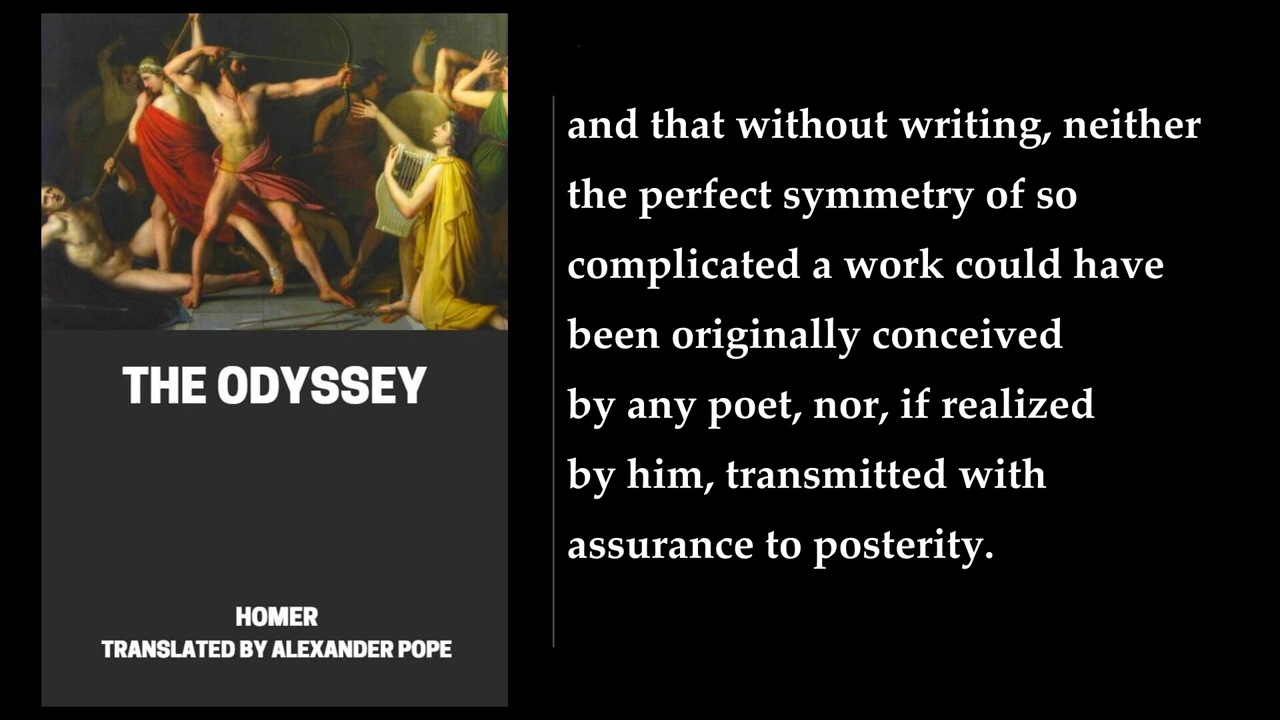 THE ODYSSEY
HOMER
TRANSLATED BY ALEXANDER POPE
and that without writing, neither
the perfect symmetry of so
complicated a work could have
been originally conceived
by any poet, nor, if realized
by him, transmitted with
assurance to posterity.